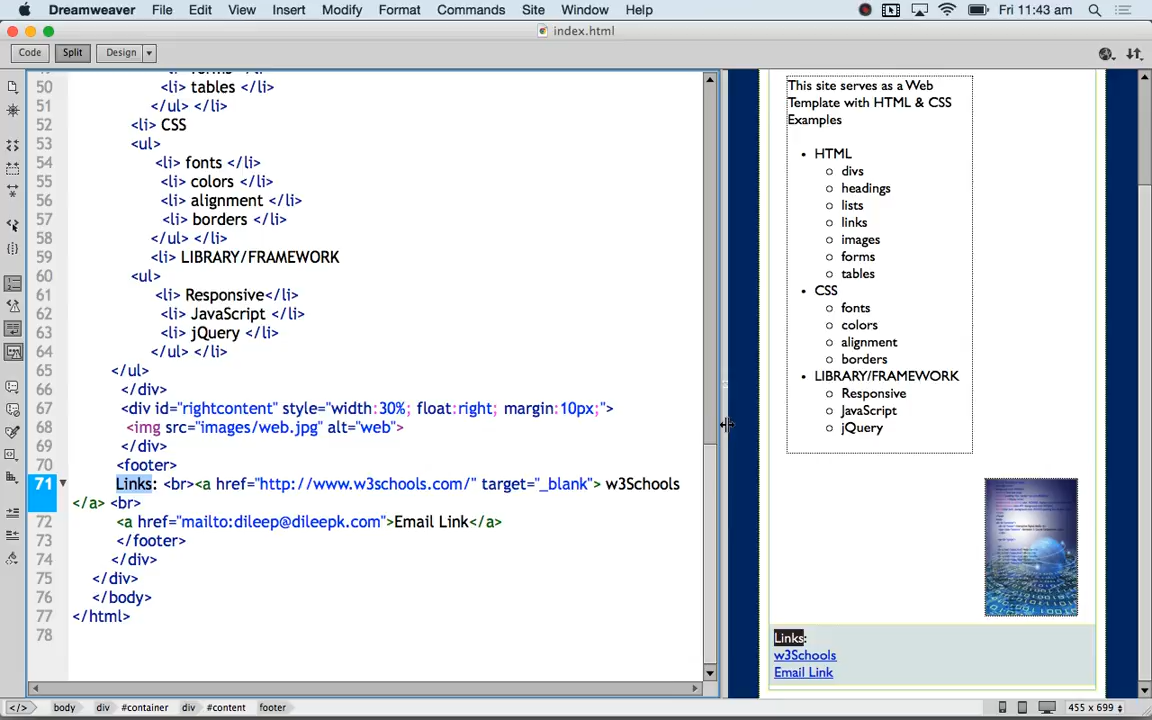 Dreamweaver File Edit View Insert Modify Format Commands Site Window Help Fri 11:43 am
index.html
Code Split Design
50 <li> tables </li>
51 </ul> </li>
52 <li> CSS
53 <ul>
54 <li> fonts </li>
55 <li> colors </li>
56 <li> alignment </li>
57 <li> borders </li>
58 </ul> </li>
59 <li> LIBRARY/FRAMEWORK
60 <ul>
61 <li> Responsive</li>
62 <li> JavaScript </li>
63 <li> jQuery </li>
64 </ul> </li>
65 </ul>
66 </div>
67 <div id="rightcontent" style="width:30%; float:right; margin:10px;">
68 <img src="images/web.jpg" alt="web">
69 </div>
70 <footer>
71 Links: <br><a href="http://www.w3schools.com/" target="_blank"> w3Schools
</a> <br>
72 <a href="mailto:dileep@dileepk.com">Email Link</a>
73 </footer>
74 </div>
75 </div>
76 </body>
77 </html>
78
This site serves as a Web
Template with HTML & CSS
Examples
• HTML
divs
headings
lists
links
images
forms
tables
• CSS
fonts
colors
alignment
borders
• LIBRARY/FRAMEWORK
Responsive
JavaScript
jQuery
Links:
w3Schools
Email Link
</> body div #container div #content footer 455 x 699